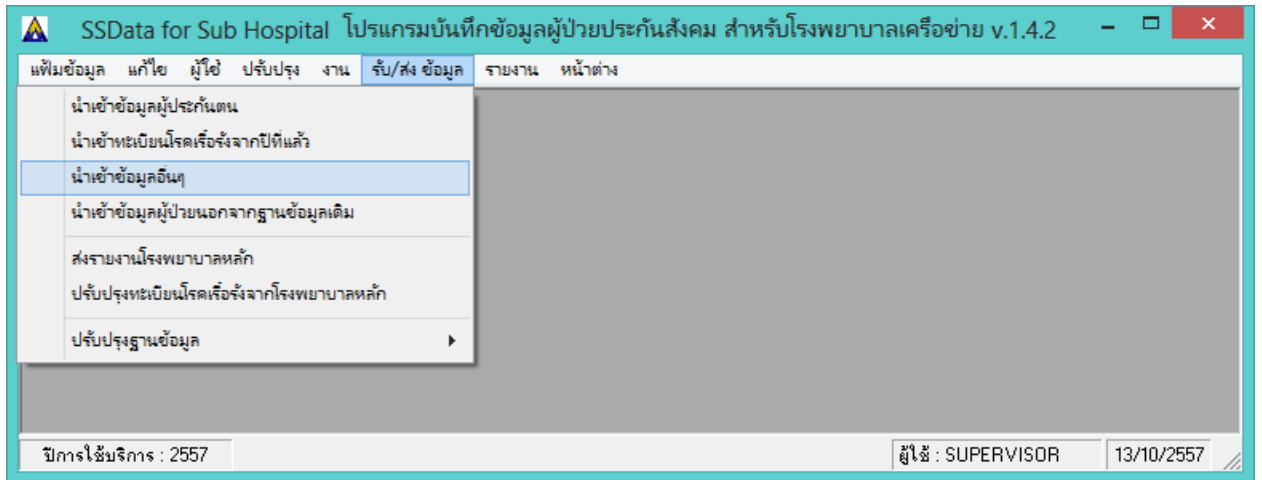 SSData for Sub Hospital โปรแกรมบันทึกข้อมูลผู้ป่วยประกันสังคม สำหรับโรงพยาบาลเครือข่าย v.1.4.2
แฟ้มข้อมูล แก้ไข ผู้ใช้ ปรับปรุง งาน รับ/ส่ง ข้อมูล รายงาน หน้าต่าง
นำเข้าข้อมูลผู้ประกันตน
นำเข้าทะเบียนโรคเรื้อรังจากปีที่แล้ว
นำเข้าข้อมูลอื่นๆ
นำเข้าข้อมูลผู้ป่วยนอกจากฐานข้อมูลเดิม
ส่งรายงานโรงพยาบาลหลัก
ปรับปรุงทะเบียนโรคเรื้อรังจากโรงพยาบาลหลัก
ปรับปรุงฐานข้อมูล
ปีการใช้บริการ : 2557 ผู้ใช้ : SUPERVISOR 13/10/2557